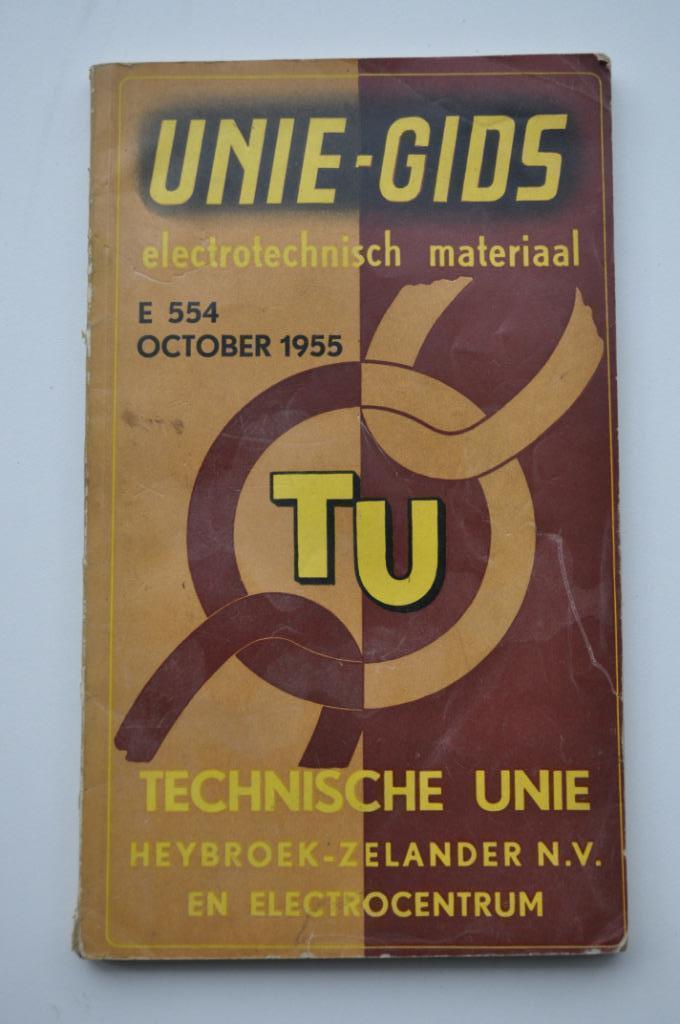 UNIE-GIDS
electrotechnisch materiaal
E 554
OCTOBER 1955
TU
TECHNISCHE UNIE
HEYBROEK-ZELANDER N.V.
EN ELECTROCENTRUM